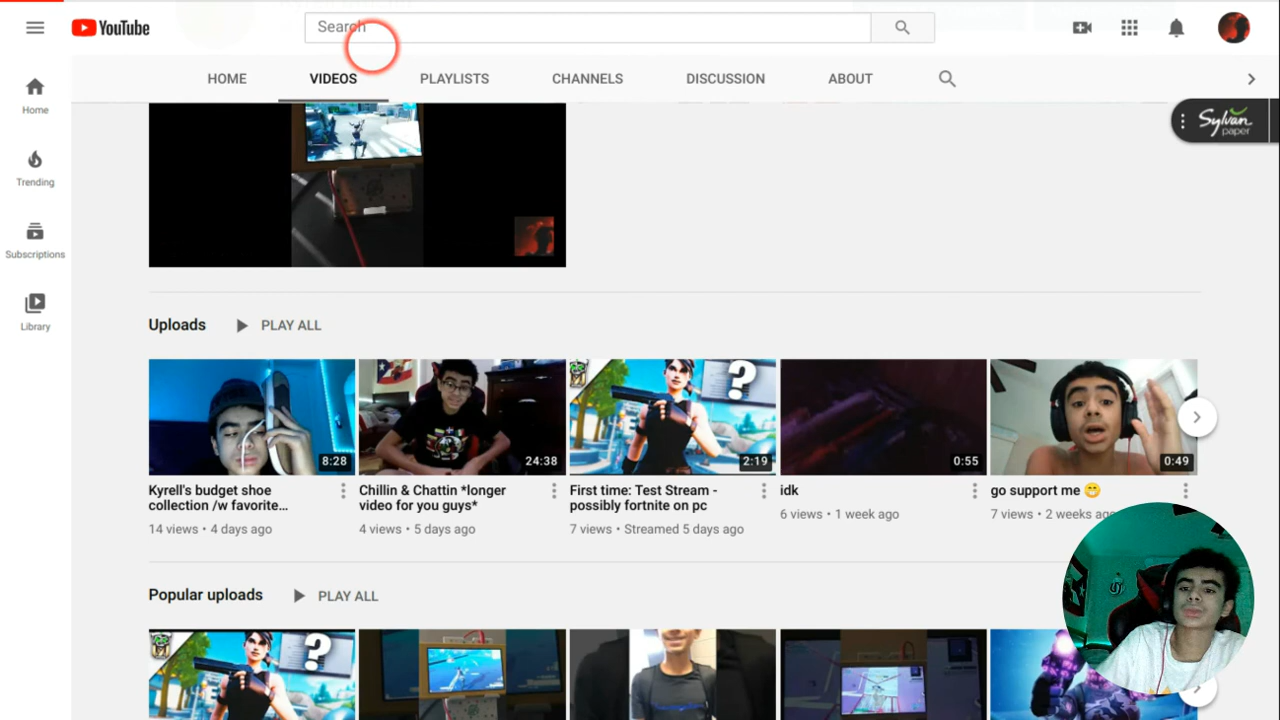 YouTube
Search
HOME
VIDEOS
PLAYLISTS
CHANNELS
DISCUSSION
ABOUT
Home
Trending
Subscriptions
Library
Sylvan
paper
Uploads
PLAY ALL
8:28
24:38
?
2:19
0:55
0:49
Kyrell's budget shoe
collection /w favorite…
14 views • 4 days ago
Chillin & Chattin *longer
video for you guys*
4 views • 5 days ago
First time: Test Stream -
possibly fortnite on pc
7 views • Streamed 5 days ago
idk
6 views • 1 week ago
go support me 😁
7 views • 2 weeks ago
Popular uploads
PLAY ALL
?